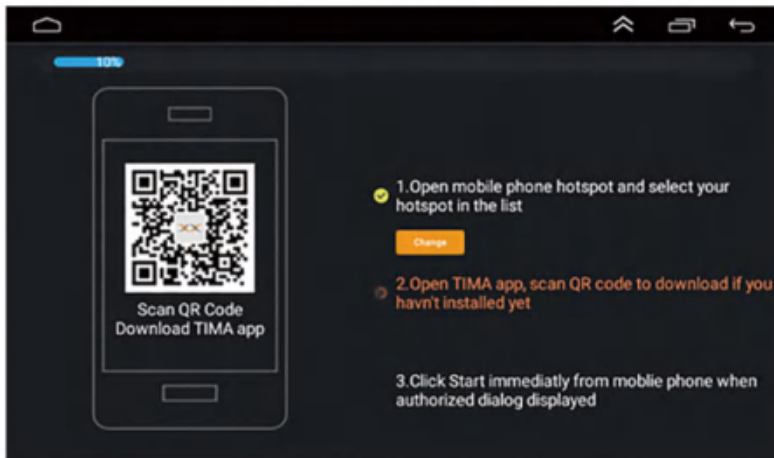 10%
1.Open mobile phone hotspot and select your
hotspot in the list
Change
2.Open TIMA app, scan QR code to download if you
havn't installed yet
Scan QR Code
Download TIMA app
3.Click Start immediatly from moblie phone when
authorized dialog displayed